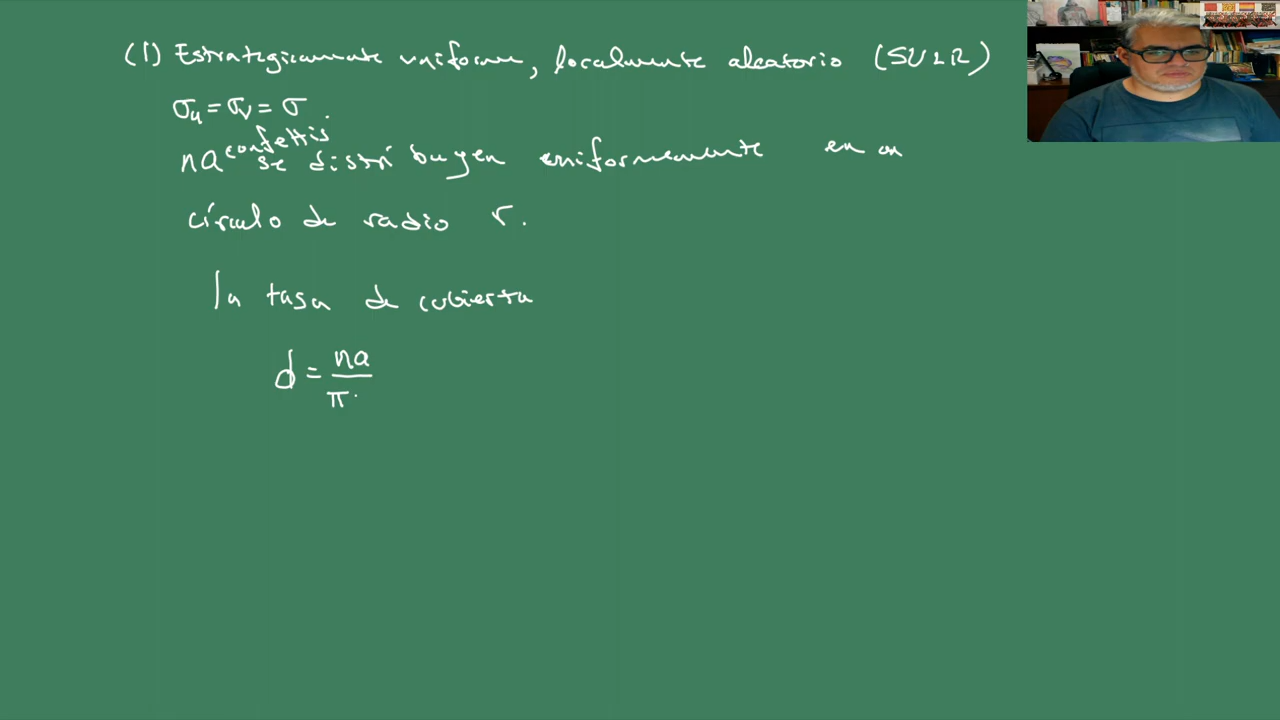 (1) Estrategicamente uniforme, localmente aleatorio (SULR)
σu = σv = σ.
confettis
na se distribuyen uniformemente en un
círculo de radio r.
la tasa de cubierta
d = na / π